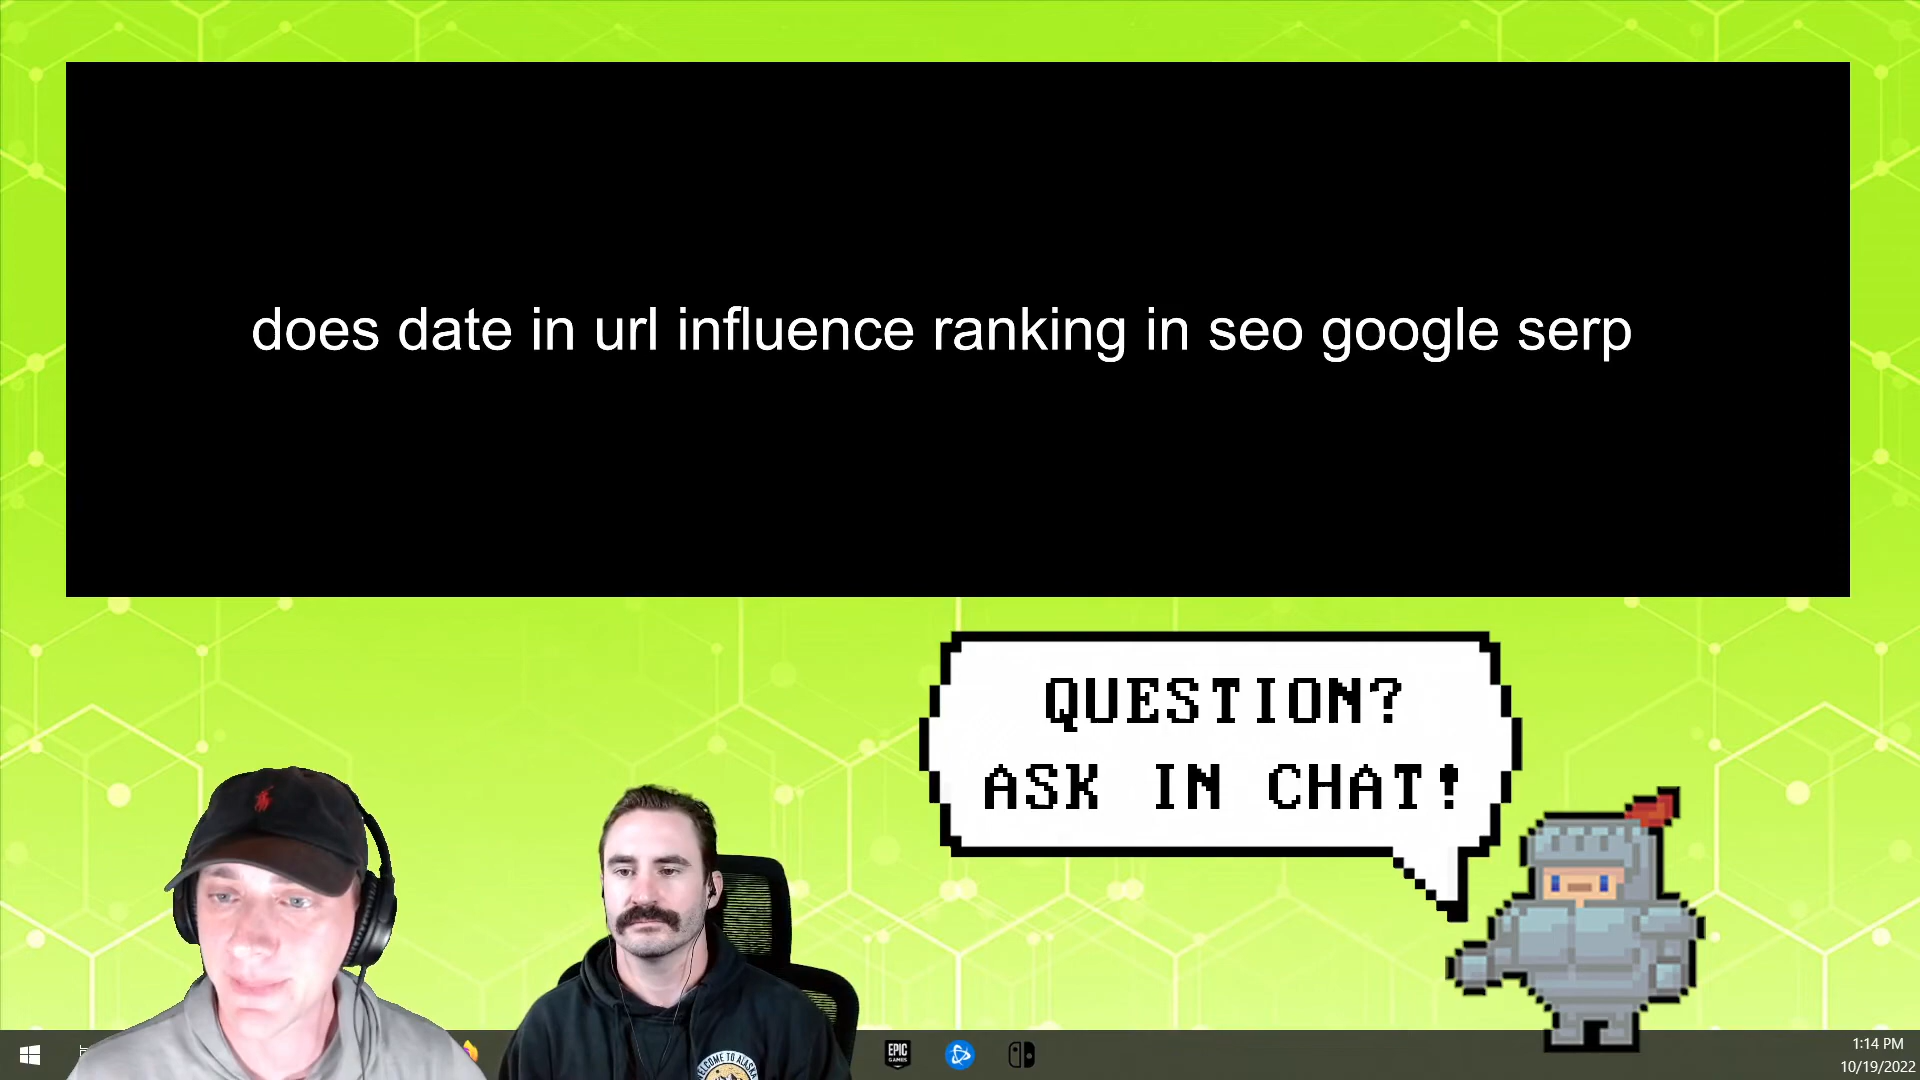 does date in url influence ranking in seo google serp
QUESTION?
ASK IN CHAT!
EPIC
GAMES
1:14 PM
10/19/2022